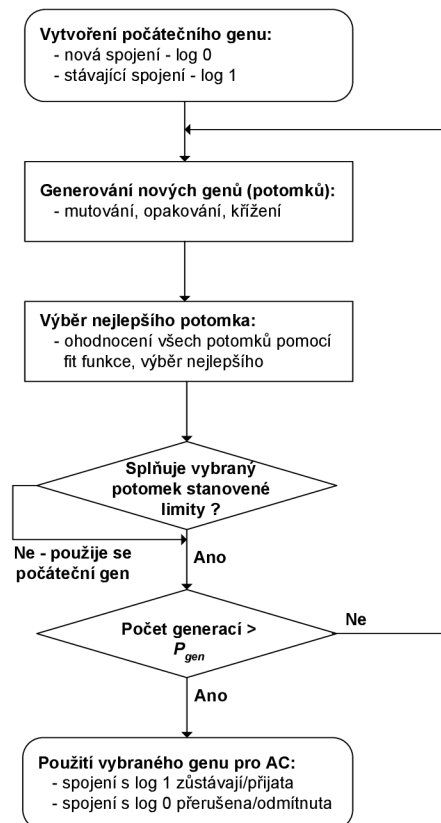 Vytvoření počátečního genu:
- nová spojení - log 0
- stávající spojení - log 1
Generování nových genů (potomků):
- mutování, opakování, křížení
Výběr nejlepšího potomka:
- ohodnocení všech potomků pomocí
fit funkce, výběr nejlepšího
Splňuje vybraný
potomek stanovené
limity ?
Ne - použije se
počáteční gen
Ano
Počet generací >
Pgen
Ne
Ano
Použití vybraného genu pro AC:
- spojení s log 1 zůstávají/přijata
- spojení s log 0 přerušena/odmítnuta